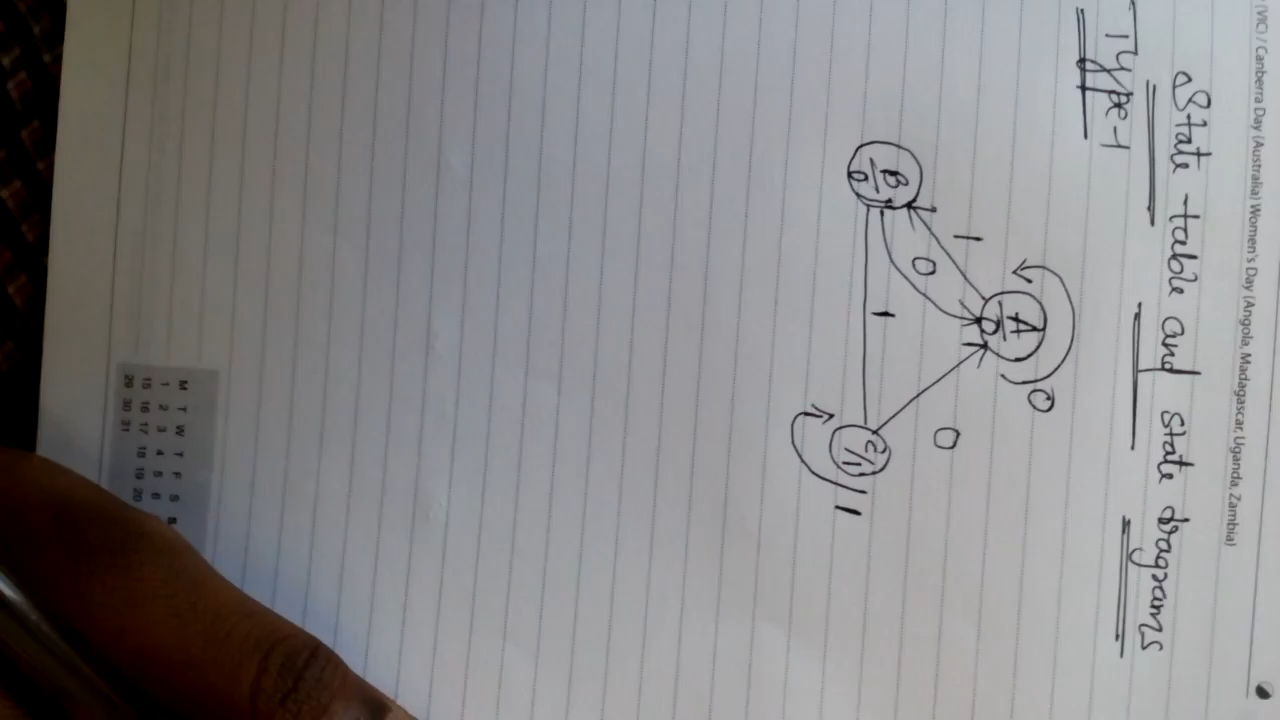 (VIC) / Canberra Day (Australia) Women's Day (Angola, Madagascar, Uganda, Zambia)
State table and state diagrams
Type-1
0
A
0
1
0
0
B
0
1
C/1
1
M T W T F S S
1 2 3 4 5 6
15 16 17 18 19 20
29 30 31